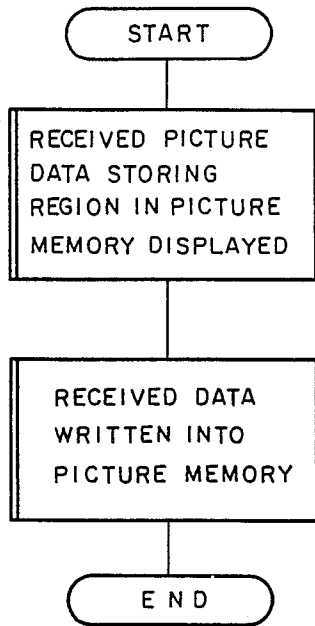 START
RECEIVED PICTURE
DATA STORING
REGION IN PICTURE
MEMORY DISPLAYED
RECEIVED DATA
WRITTEN INTO
PICTURE MEMORY
END